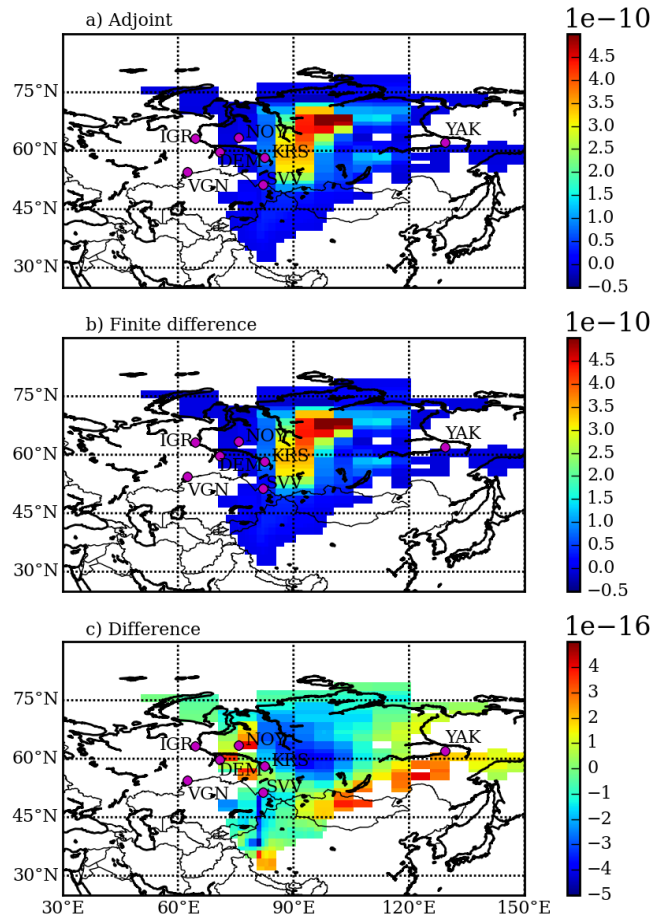 a) Adjoint
1e−10
75°N
60°N
45°N
30°N
IGR
NOY
YAK
DEM
KRS
VGN
SVV
4.5
4.0
3.5
3.0
2.5
2.0
1.5
1.0
0.5
0.0
−0.5
b) Finite difference
1e−10
75°N
60°N
45°N
30°N
IGR
NOY
YAK
DEM
KRS
VGN
SVV
4.5
4.0
3.5
3.0
2.5
2.0
1.5
1.0
0.5
0.0
−0.5
c) Difference
1e−16
75°N
60°N
45°N
30°N
IGR
NOY
YAK
DEM
KRS
VGN
SVV
4
3
2
1
0
−1
−2
−3
−4
−5
30°E
60°E
90°E
120°E
150°E